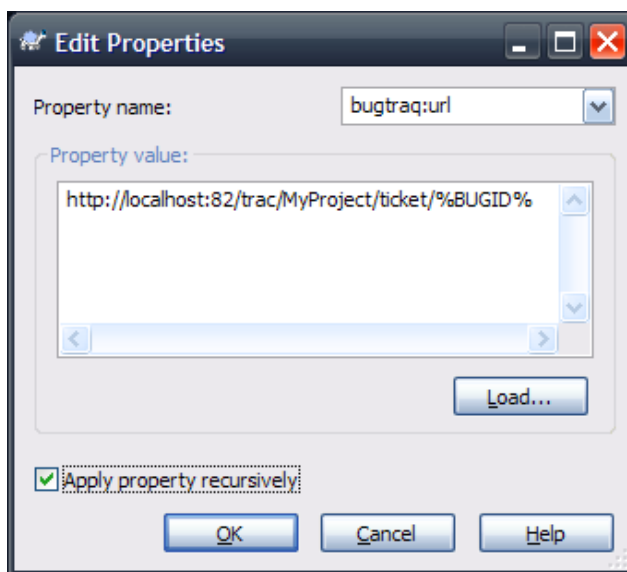 Edit Properties
Property name: bugtraq:url
Property value:
http://localhost:82/trac/MyProject/ticket/%BUGID%
Load...
Apply property recursively
OK Cancel Help